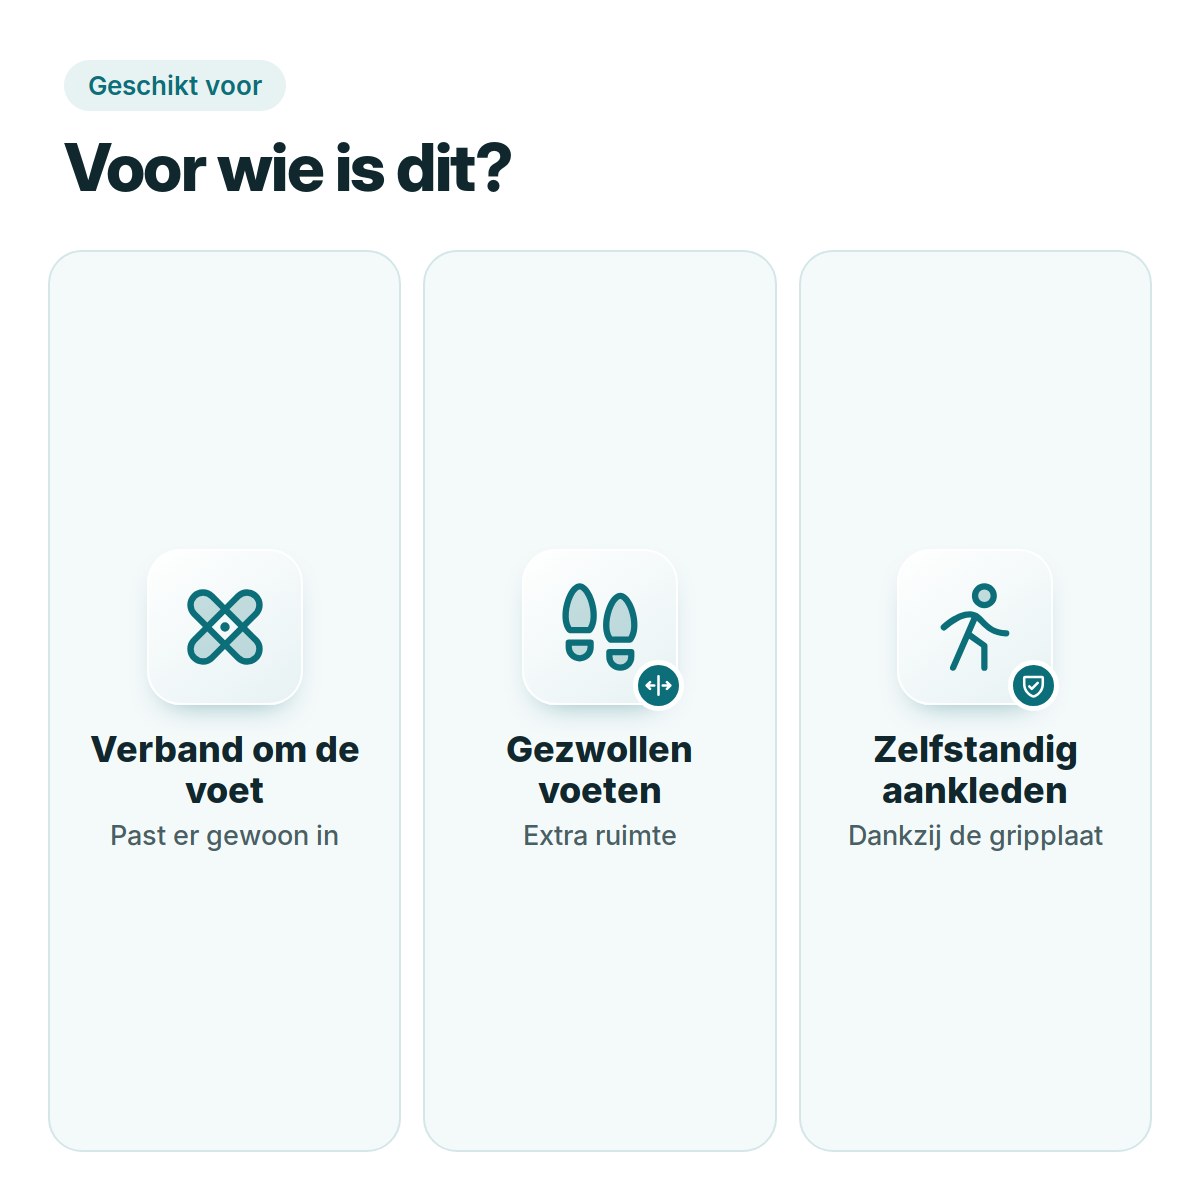 Geschikt voor
Voor wie is dit?
Verband om de
voet
Past er gewoon in
Gezwollen
voeten
Extra ruimte
Zelfstandig
aankleden
Dankzij de gripplaat